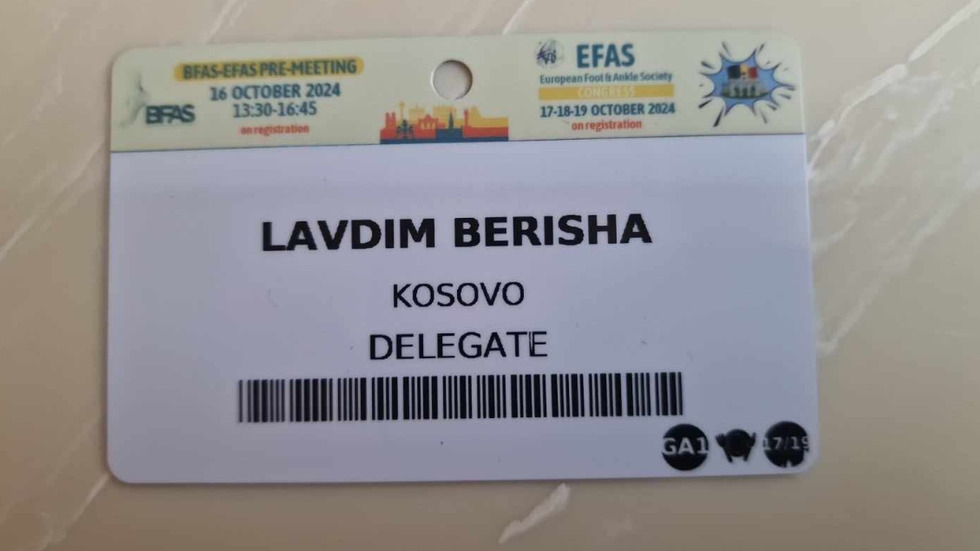 BFAS-EFAS PRE-MEETING
16 OCTOBER 2024
13:30-16:45
on registration
BFAS
EFAS
European Foot & Ankle Society
CONGRESS
17-18-19 OCTOBER 2024
on registration
LAVDIM BERISHA
KOSOVO
DELEGATE
GA1
17/19